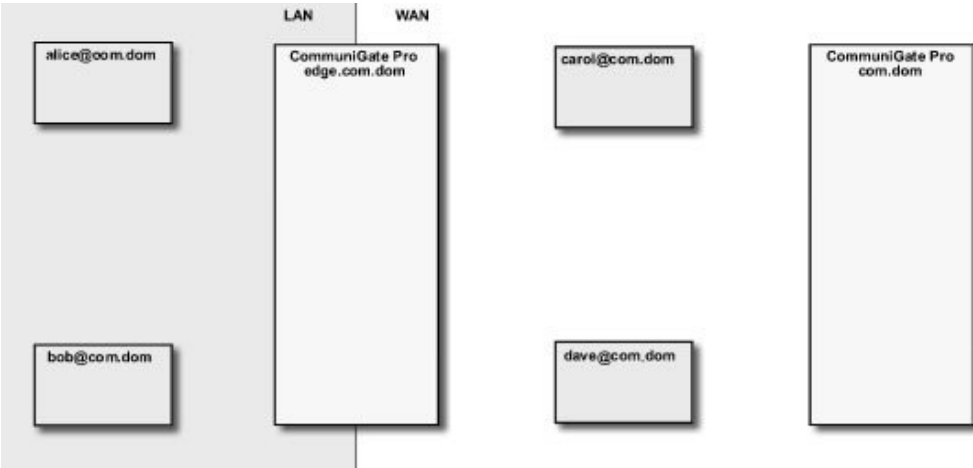 LAN
WAN
alice@com.dom
CommuniGate Pro
edge.com.dom
carol@com.dom
CommuniGate Pro
com.dom
bob@com.dom
dave@com.dom